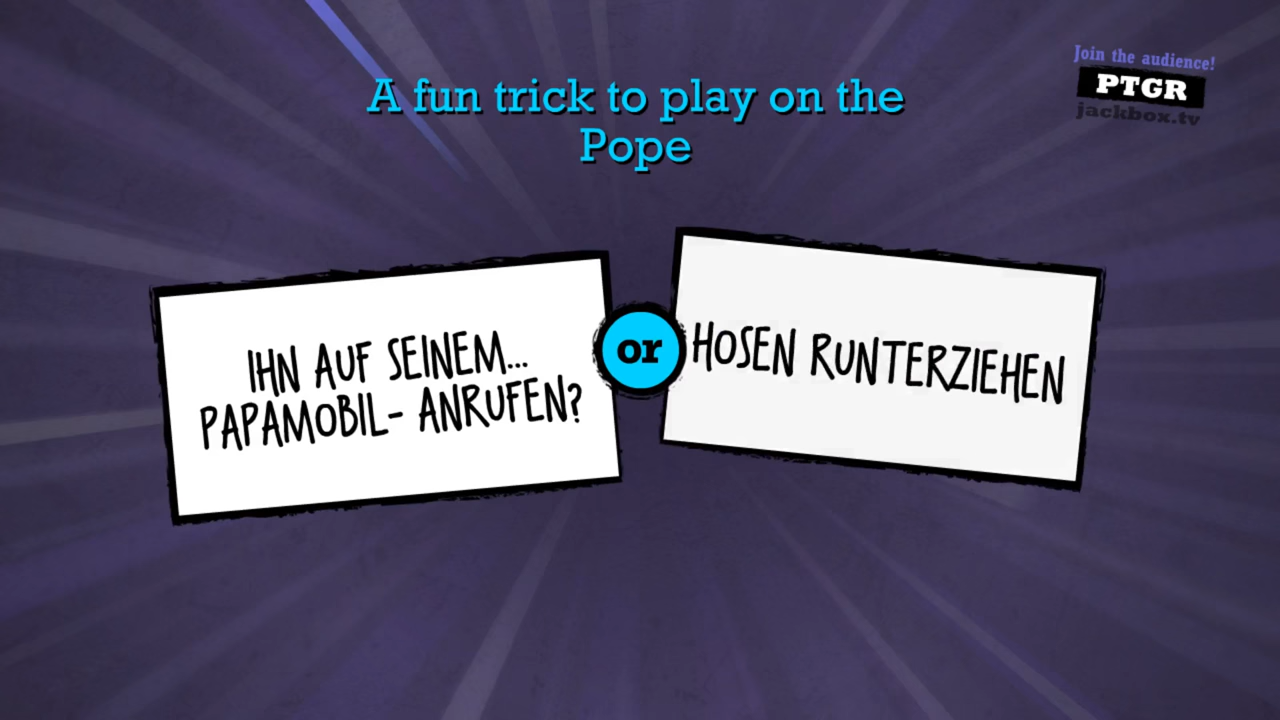 A fun trick to play on the
Pope
Join the audience!
PTGR
jackbox.tv
IHN AUF SEINEM...
PAPAMOBIL- ANRUFEN?
or
HOSEN RUNTERZIEHEN